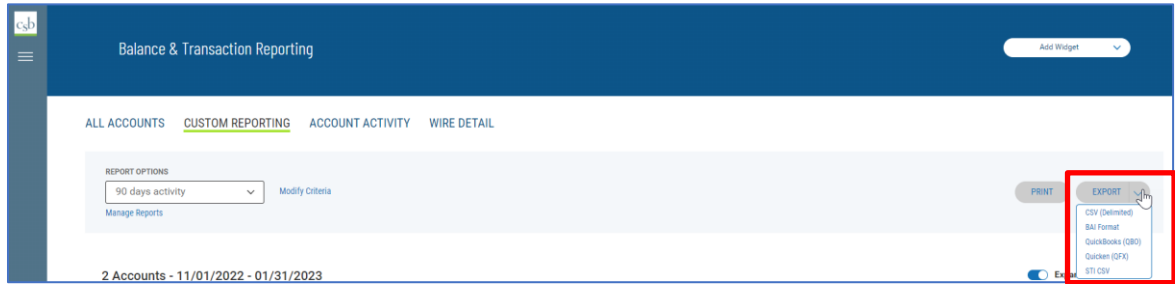 csb
Balance & Transaction Reporting
Add Widget
ALL ACCOUNTS CUSTOM REPORTING ACCOUNT ACTIVITY WIRE DETAIL
REPORT OPTIONS
90 days activity Modify Criteria
PRINT EXPORT
Manage Reports
CSV (Delimited)
BAI Format
QuickBooks (QBO)
Quicken (QFX)
STI CSV
2 Accounts - 11/01/2022 - 01/31/2023